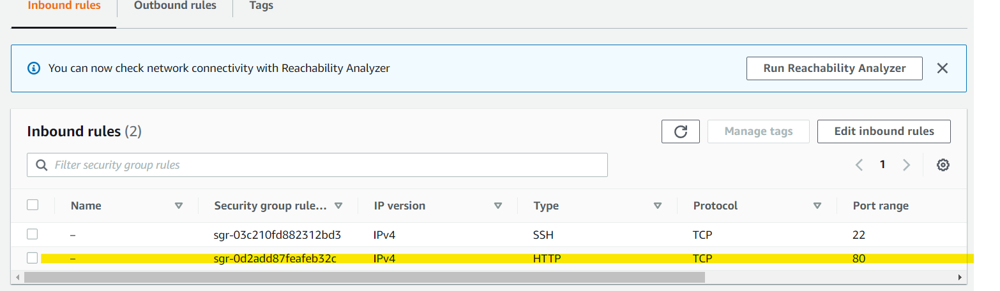 Inbound rules Outbound rules Tags
You can now check network connectivity with Reachability Analyzer Run Reachability Analyzer
Inbound rules (2) Manage tags Edit inbound rules
Filter security group rules 1
Name Security group rule... IP version Type Protocol Port range
– sgr-03c210fd882312bd3 IPv4 SSH TCP 22
– sgr-0d2add87feafeb32c IPv4 HTTP TCP 80